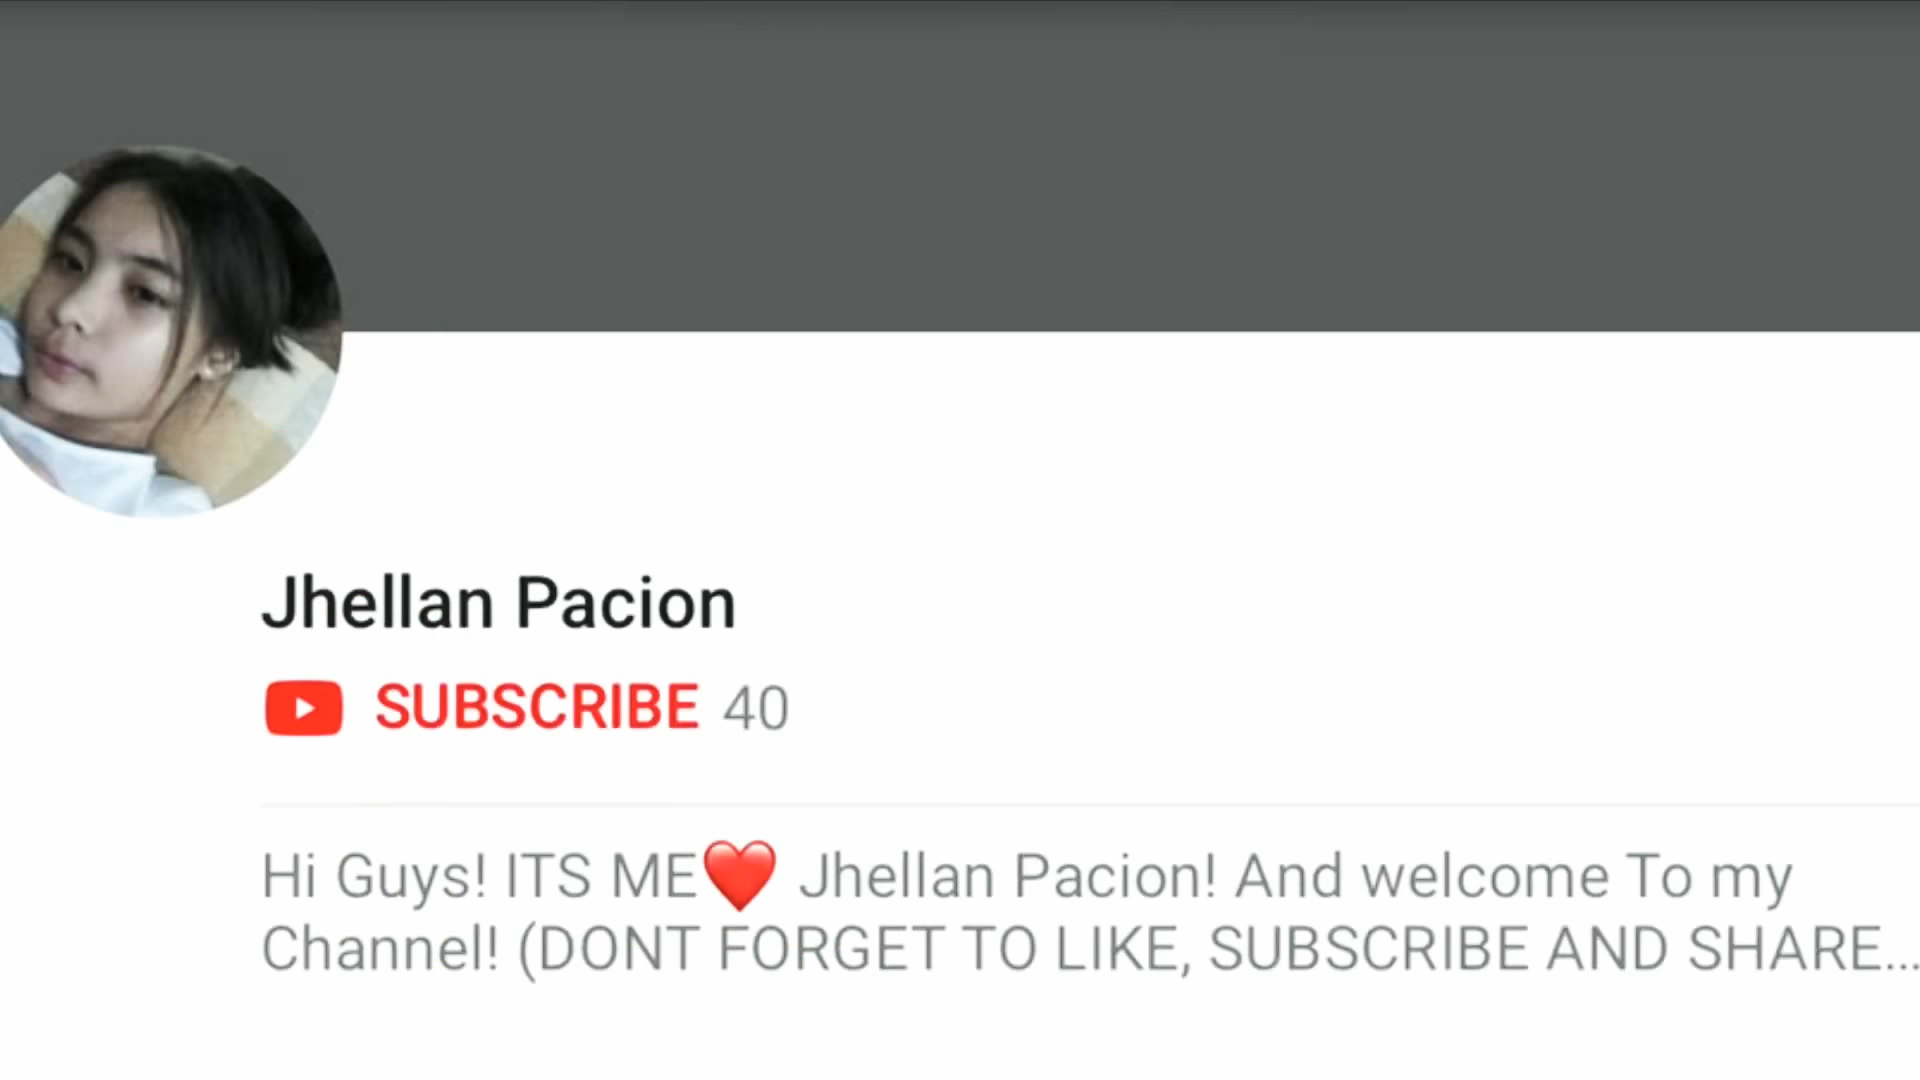 Jhellan Pacion
SUBSCRIBE 40
Hi Guys! ITS ME❤️ Jhellan Pacion! And welcome To my
Channel! (DONT FORGET TO LIKE, SUBSCRIBE AND SHARE...